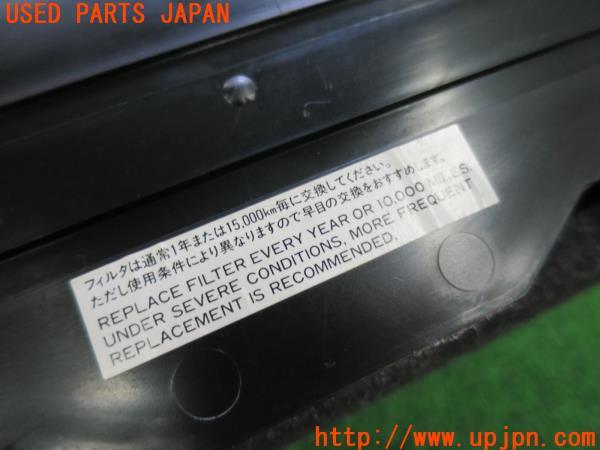 USED PARTS JAPAN
フィルタは通常1年または15,000km毎に交換してください。
ただし使用条件により異なりますので早目の交換をおすすめします。
REPLACE FILTER EVERY YEAR OR 10,000 MILES.
UNDER SEVERE CONDITIONS, MORE FREQUENT
REPLACEMENT IS RECOMMENDED.
http://www.upjpn.com